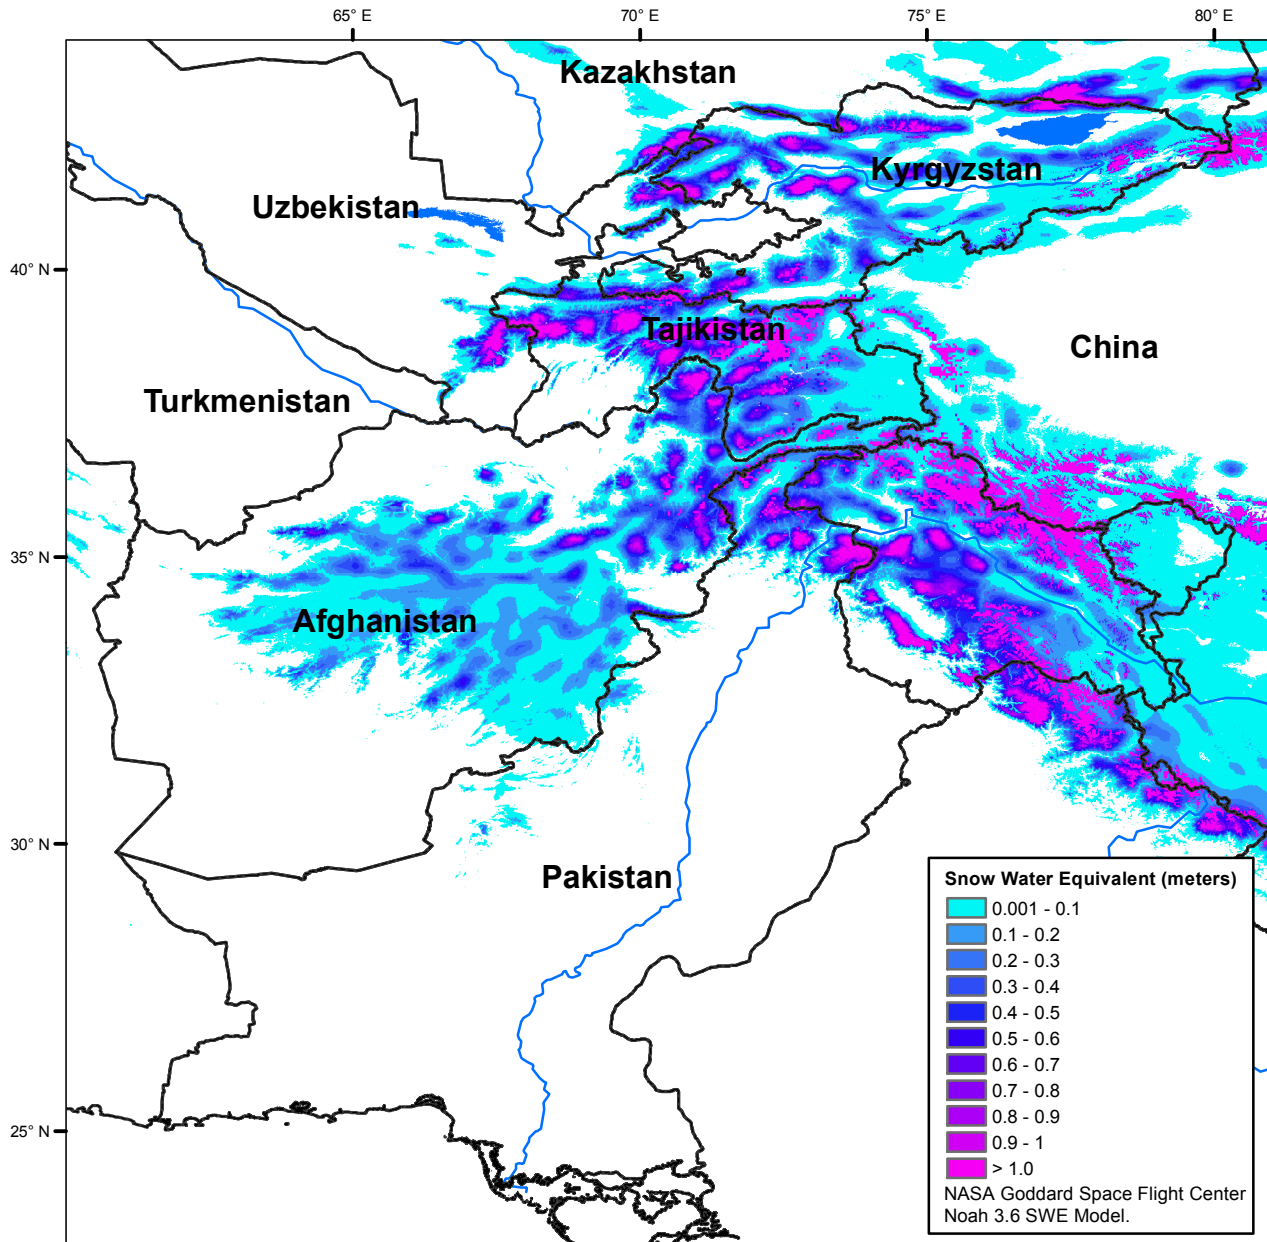 65° E
70° E
75° E
80° E
Kazakhstan
Kyrgyzstan
Uzbekistan
40° N
Tajikistan
China
Turkmenistan
35° N
Afghanistan
30° N
Pakistan
25° N
Snow Water Equivalent (meters)
0.001 - 0.1
0.1 - 0.2
0.2 - 0.3
0.3 - 0.4
0.4 - 0.5
0.5 - 0.6
0.6 - 0.7
0.7 - 0.8
0.8 - 0.9
0.9 - 1
> 1.0
NASA Goddard Space Flight Center
Noah 3.6 SWE Model.